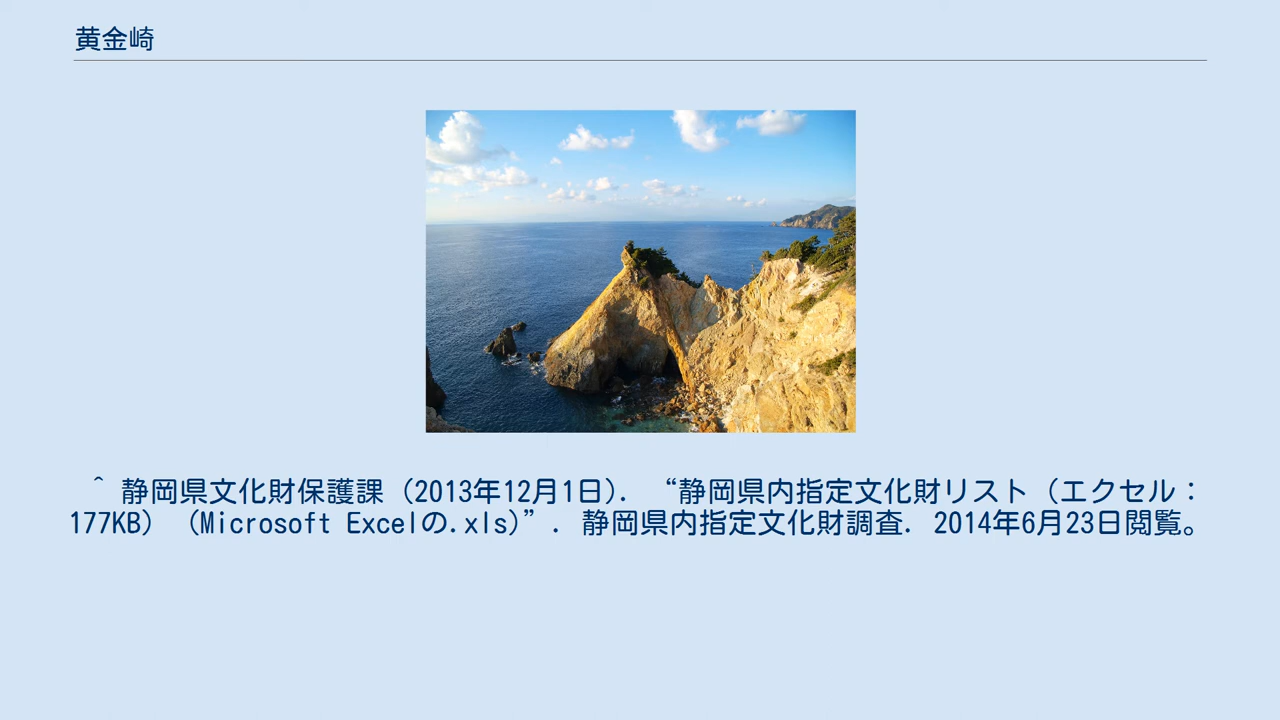 黄金崎
^ 静岡県文化財保護課 (2013年12月1日). “静岡県内指定文化財リスト（エクセル：
177KB）（Microsoft Excelの.xls)”. 静岡県内指定文化財調査. 2014年6月23日閲覧。